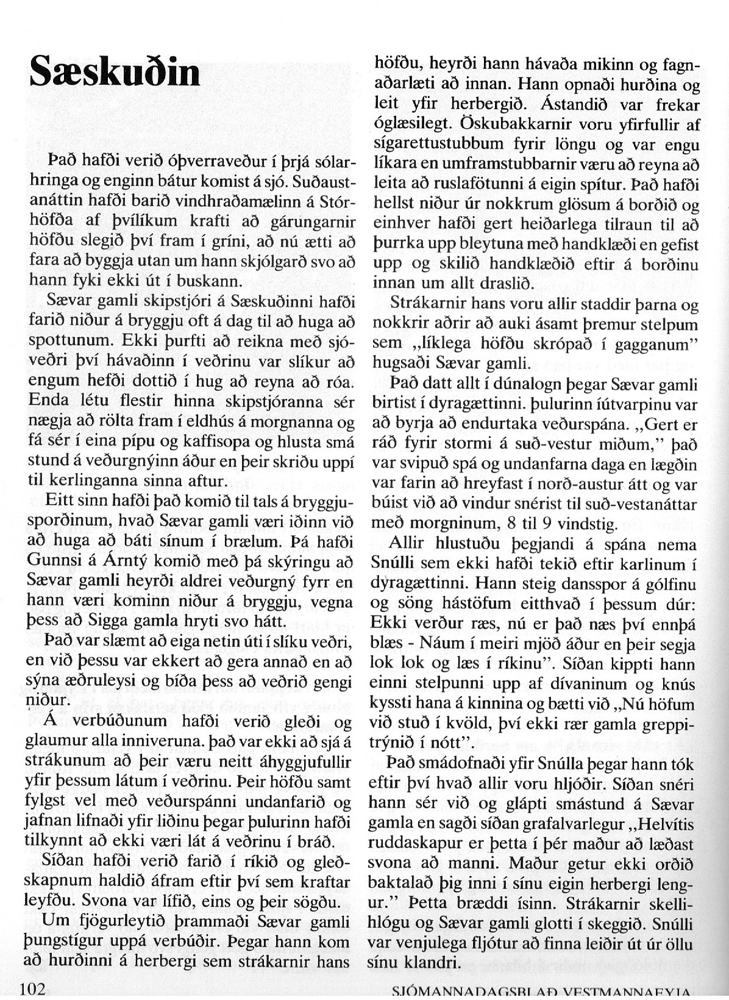 Sæskuðin
Það hafði verið óþverraveður í þrjá sólar-
hringa og enginn bátur komist á sjó. Suðaust-
anáttin hafði barið vindhraðamælinn á Stór-
höfða af þvílíkum krafti að gárungarnir
höfðu slegið því fram í gríni, að nú ætti að
fara að byggja utan um hann skjólgarð svo að
hann fyki ekki út í buskann.
Sævar gamli skipstjóri á Sæskuðinni hafði
farið niður á bryggju oft á dag til að huga að
spottunum. Ekki þurfti að reikna með sjó-
veðri því hávaðinn í veðrinu var slíkur að
engum hefði dottið í hug að reyna að róa.
Enda létu flestir hinna skipstjóranna sér
nægja að rölta fram í eldhús á morgnanna og
fá sér í eina pípu og kaffisopa og hlusta smá
stund á veðurgnýinn áður en þeir skriðu uppí
til kerlinganna sinna aftur.
Eitt sinn hafði það komið til tals á bryggju-
sporðinum, hvað Sævar gamli væri iðinn við
að huga að báti sínum í brælum. Þá hafði
Gunnsi á Árntý komið með þá skýringu að
Sævar gamli heyrði aldrei veðurgný fyrr en
hann væri kominn niður á bryggju, vegna
þess að Sigga gamla hryti svo hátt.
Það var slæmt að eiga netin úti í slíku veðri,
en við þessu var ekkert að gera annað en að
sýna æðruleysi og bíða þess að veðrið gengi
niður.
Á verbúðunum hafði verið gleði og
glaumur alla inniveruna. það var ekki að sjá á
strákunum að þeir væru neitt áhyggjufullir
yfir þessum látum í veðrinu. Þeir höfðu samt
fylgst vel með veðurspánni undanfarið og
jafnan lifnaði yfir liðinu þegar þulurinn hafði
tilkynnt að ekki væri lát á veðrinu í bráð.
Síðan hafði verið farið í ríkið og gleð-
skapnum haldið áfram eftir því sem kraftar
leyfðu. Svona var lífið, eins og þeir sögðu.
Um fjögurleytið þrammaði Sævar gamli
þungstígur uppá verbúðir. Þegar hann kom
að hurðinni á herbergi sem strákarnir hans
höfðu, heyrði hann hávaða mikinn og fagn-
aðarlæti að innan. Hann opnaði hurðina og
leit yfir herbergið. Ástandið var frekar
óglæsilegt. Öskubakkarnir voru yfirfullir af
sígarettustubbum fyrir löngu og var engu
líkara en umframstubbarnir væru að reyna að
leita að ruslafötunni á eigin spítur. Það hafði
hellst niður úr nokkrum glösum á borðið og
einhver hafði gert heiðarlega tilraun til að
þurrka upp bleytuna með handklæði en gefist
upp og skilið handklæðið eftir á borðinu
innan um allt draslið.
Strákarnir hans voru allir staddir þarna og
nokkrir aðrir að auki ásamt þremur stelpum
sem „líklega höfðu skrópað í gagganum”
hugsaði Sævar gamli.
Það datt allt í dúnalogn þegar Sævar gamli
birtist í dyragættinni. þulurinn íútvarpinu var
að byrja að endurtaka veðurspána. „Gert er
ráð fyrir stormi á suð-vestur miðum,” það
var svipuð spá og undanfarna daga en lægðin
var farin að hreyfast í norð-austur átt og var
búist við að vindur snérist til suð-vestanáttar
með morgninum, 8 til 9 vindstig.
Allir hlustuðu þegjandi á spána nema
Snúlli sem ekki hafði tekið eftir karlinum í
dyragættinni. Hann steig dansspor á gólfinu
og söng hástöfum eitthvað í þessum dúr:
Ekki verður ræs, nú er það næs því ennþá
blæs - Náum í meiri mjöð áður en þeir segja
lok lok og læs í ríkinu”. Síðan kippti hann
einni stelpunni upp af dívaninum og knús
kyssti hana á kinnina og bætti við „Nú höfum
við stuð í kvöld, því ekki rær gamla greppi-
trýnið í nótt”.
Það smádofnaði yfir Snúlla þegar hann tók
eftir því hvað allir voru hljóðir. Síðan snéri
hann sér við og glápti smástund á Sævar
gamla en sagði síðan grafalvarlegur „Helvítis
ruddaskapur er þetta í þér maður að læðast
svona að manni. Maður getur ekki orðið
baktalað þig inni í sínu eigin herbergi leng-
ur.” Þetta bræddi ísinn. Strákarnir skelli-
hlógu og Sævar gamli glotti í skeggið. Snúlli
var venjulega fljótur að finna leiðir út úr öllu
sínu klandri.
102
SJÓMANNADAGSBLAÐ VESTMANNAEYJA